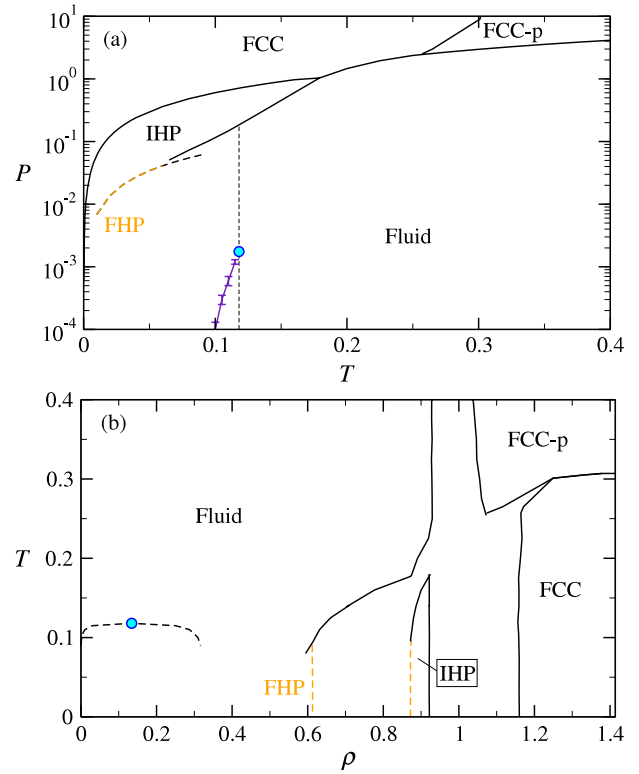 (a)
FCC
FCC-p
IHP
FHP
Fluid
P
10^1
10^0
10^-1
10^-2
10^-3
10^-4
0 0.1 0.2 0.3 0.4
T
(b)
FCC-p
Fluid
FCC
FHP
IHP
T
0.4
0.3
0.2
0.1
0
0 0.2 0.4 0.6 0.8 1 1.2 1.4
ρ